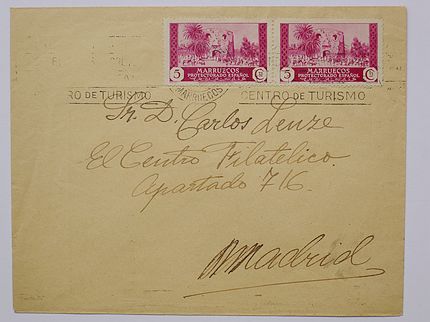 MARRUECOS
PROTECTORADO ESPAÑOL
5 Cs
MARRUECOS
PROTECTORADO ESPAÑOL
5 Cs
MARRUECOS
RO DE TURISMO
CENTRO DE TURISMO
Sr. D. Carlos Lenze
El Centro Filatelico.
Apartado 716.
Madrid